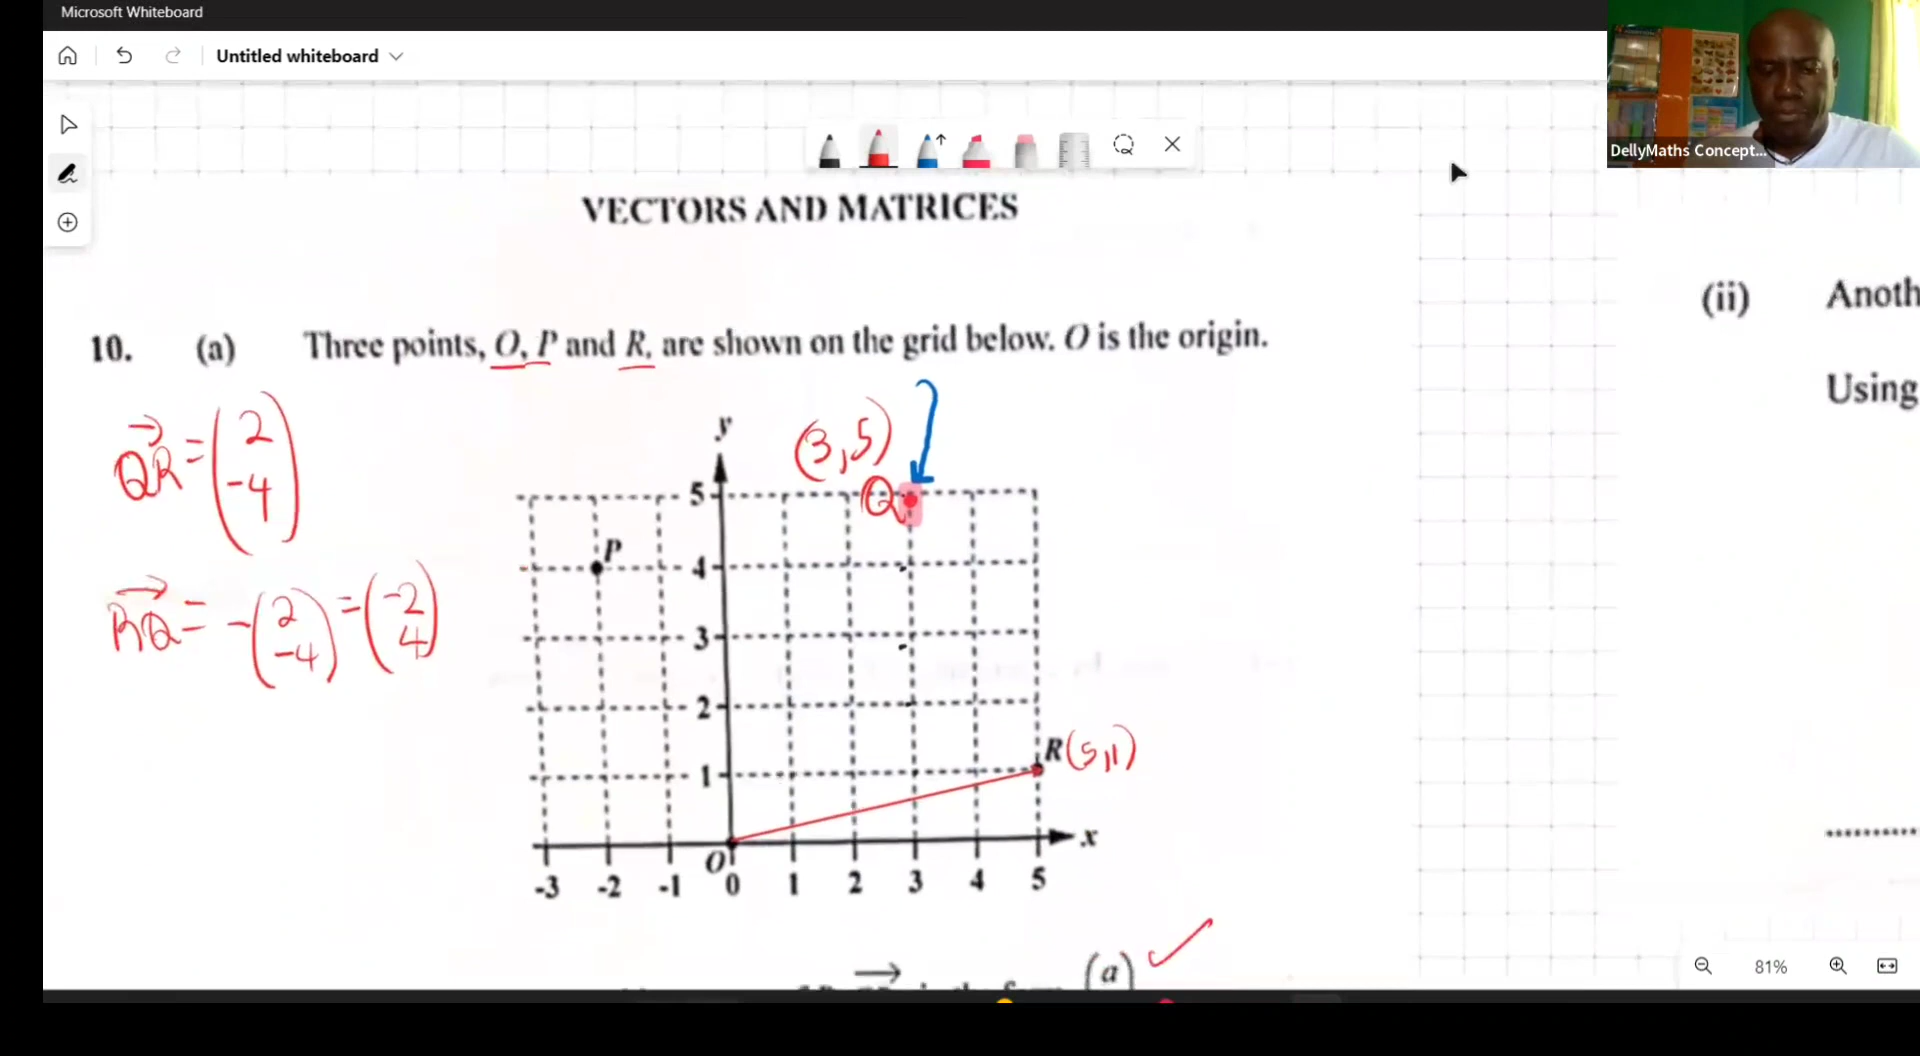 Microsoft Whiteboard
Untitled whiteboard
DellyMaths Concept...
VECTORS AND MATRICES
10. (a) Three points, O, P and R, are shown on the grid below. O is the origin.
(ii) Anoth
Using
QR = (2 -4)
RQ = -(2 -4) = (-2 4)
y
(3,5)
5
Q
P
4
3
2
R(5,1)
1
x
O
-3 -2 -1 0 1 2 3 4 5
(a)
81%